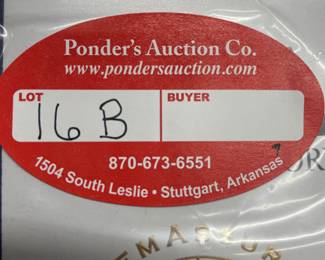 Ponder's Auction Co.
www.pondersauction.com
LOT
BUYER
16 B
870-673-6551
1504 South Leslie • Stuttgart, Arkansas